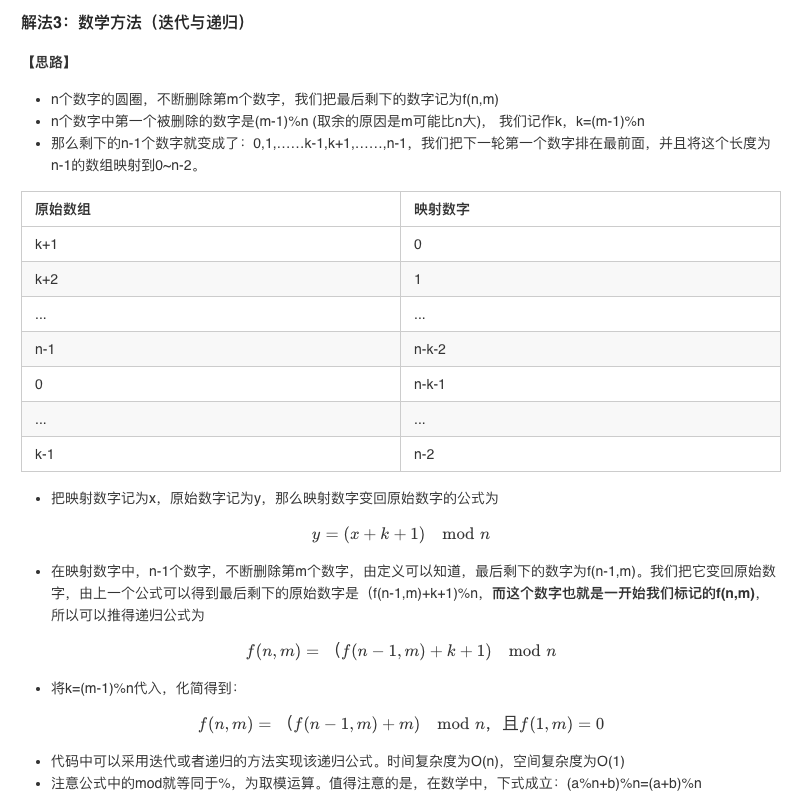 解法3：数学方法（迭代与递归）
【思路】
• n个数字的圆圈，不断删除第m个数字，我们把最后剩下的数字记为f(n,m)
• n个数字中第一个被删除的数字是(m-1)%n (取余的原因是m可能比n大)， 我们记作k，k=(m-1)%n
• 那么剩下的n-1个数字就变成了：0,1,……k-1,k+1,……,n-1，我们把下一轮第一个数字排在最前面，并且将这个长度为
n-1的数组映射到0~n-2。
原始数组 映射数字
k+1 0
k+2 1
... ...
n-1 n-k-2
0 n-k-1
... ...
k-1 n-2
• 把映射数字记为x，原始数字记为y，那么映射数字变回原始数字的公式为
y = (x + k + 1) mod n
• 在映射数字中，n-1个数字，不断删除第m个数字，由定义可以知道，最后剩下的数字为f(n-1,m)。我们把它变回原始数
字，由上一个公式可以得到最后剩下的原始数字是（f(n-1,m)+k+1)%n，而这个数字也就是一开始我们标记的f(n,m)，
所以可以推得递归公式为
f(n, m) = （f(n − 1, m) + k + 1) mod n
• 将k=(m-1)%n代入，化简得到：
f(n, m) = （f(n − 1, m) + m) mod n，且f(1, m) = 0
• 代码中可以采用迭代或者递归的方法实现该递归公式。时间复杂度为O(n)，空间复杂度为O(1)
• 注意公式中的mod就等同于%，为取模运算。值得注意的是，在数学中，下式成立：(a%n+b)%n=(a+b)%n